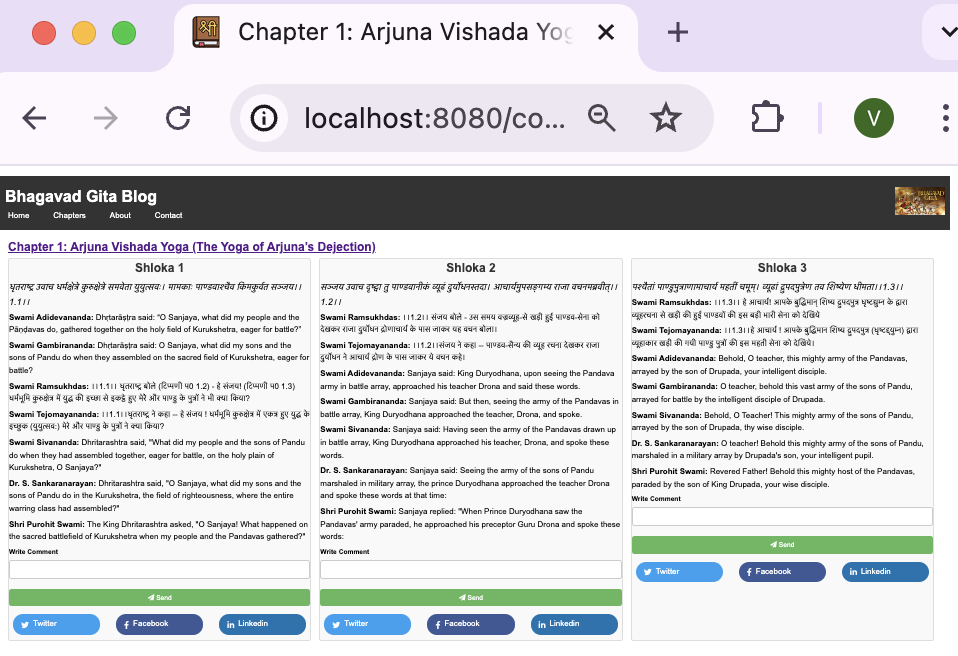 Chapter 1: Arjuna Vishada Yog
localhost:8080/co...
V
Bhagavad Gita Blog
Home Chapters About Contact
BHAGAVAD GITA
Chapter 1: Arjuna Vishada Yoga (The Yoga of Arjuna's Dejection)
Shloka 1
धृतराष्ट्र उवाच धर्मक्षेत्रे कुरुक्षेत्रे समवेता युयुत्सवः। मामकाः पाण्डवाश्चैव किमकुर्वत सञ्जय।।
1.1।।
Swami Adidevananda: Dhrtarāṣṭra said: "O Sanjaya, what did my people and the
Pāṇḍavas do, gathered together on the holy field of Kurukshetra, eager for battle?"
Swami Gambirananda: Dhṛtarāṣṭra said: O Sanjaya, what did my sons and the
sons of Pandu do when they assembled on the sacred field of Kurukshetra, eager for
battle?
Swami Ramsukhdas: ।।1.1।। धृतराष्ट्र बोले (टिप्पणी प0 1.2) - हे संजय! (टिप्पणी प0 1.3)
धर्मभूमि कुरुक्षेत्र में युद्ध की इच्छा से इकट्ठे हुए मेरे और पाण्डु के पुत्रों ने भी क्या किया?
Swami Tejomayananda: ।।1.1।।धृतराष्ट्र ने कहा -- हे संजय ! धर्मभूमि कुरुक्षेत्र में एकत्र हुए युद्ध के
इच्छुक (युयुत्सव:) मेरे और पाण्डु के पुत्रों ने क्या किया?
Swami Sivananda: Dhritarashtra said, "What did my people and the sons of Pandu
do when they had assembled together, eager for battle, on the holy plain of
Kurukshetra, O Sanjaya?"
Dr. S. Sankaranarayan: Dhritarashtra said, "O Sanjaya, what did my sons and the
sons of Pandu do in the Kurukshetra, the field of righteousness, where the entire
warring class had assembled?"
Shri Purohit Swami: The King Dhritarashtra asked, "O Sanjaya! What happened on
the sacred battlefield of Kurukshetra when my people and the Pandavas gathered?"
Write Comment
Send
Twitter Facebook Linkedin
Shloka 2
सञ्जय उवाच दृष्ट्वा तु पाण्डवानीकं व्यूढं दुर्योधनस्तदा। आचार्यमुपसङ्गम्य राजा वचनमब्रवीत्।।
1.2।।
Swami Ramsukhdas: ।।1.2।। संजय बोले - उस समय वज्रव्यूह-से खड़ी हुई पाण्डव-सेना को
देखकर राजा दुर्योधन द्रोणाचार्य के पास जाकर यह वचन बोला।
Swami Tejomayananda: ।।1.2।।संजय ने कहा -- पाण्डव-सैन्य की व्यूह रचना देखकर राजा
दुर्योधन ने आचार्य द्रोण के पास जाकर ये वचन कहे।
Swami Adidevananda: Sanjaya said: King Duryodhana, upon seeing the Pandava
army in battle array, approached his teacher Drona and said these words.
Swami Gambirananda: Sanjaya said: But then, seeing the army of the Pandavas in
battle array, King Duryodhana approached the teacher, Drona, and spoke.
Swami Sivananda: Sanjaya said: Having seen the army of the Pandavas drawn up
in battle array, King Duryodhana approached his teacher, Drona, and spoke these
words.
Dr. S. Sankaranarayan: Sanjaya said: Seeing the army of the sons of Pandu
marshaled in military array, the prince Duryodhana approached the teacher Drona
and spoke these words at that time:
Shri Purohit Swami: Sanjaya replied: "When Prince Duryodhana saw the
Pandavas' army paraded, he approached his preceptor Guru Drona and spoke these
words:
Write Comment
Send
Twitter Facebook Linkedin
Shloka 3
पश्यैतां पाण्डुपुत्राणामाचार्य महतीं चमूम्। व्यूढां द्रुपदपुत्रेण तव शिष्येण धीमता।।1.3।।
Swami Ramsukhdas: ।।1.3।। हे आचार्य! आपके बुद्धिमान् शिष्य द्रुपदपुत्र धृष्टद्युम्न के द्वारा
व्यूहरचना से खड़ी की हुई पाण्डवों की इस बड़ी भारी सेना को देखिये
Swami Tejomayananda: ।।1.3।।हे आचार्य ! आपके बुद्धिमान शिष्य द्रुपदपुत्र (धृष्टद्द्युम्न) द्वारा
व्यूहाकार खड़ी की गयी पाण्डु पुत्रों की इस महती सेना को देखिये।
Swami Adidevananda: Behold, O teacher, this mighty army of the Pandavas,
arrayed by the son of Drupada, your intelligent disciple.
Swami Gambirananda: O teacher, behold this vast army of the sons of Pandu,
arrayed for battle by the intelligent disciple of Drupada.
Swami Sivananda: Behold, O Teacher! This mighty army of the sons of Pandu,
arrayed by the son of Drupada, thy wise disciple.
Dr. S. Sankaranarayan: O teacher! Behold this mighty army of the sons of Pandu,
marshaled in a military array by Drupada's son, your intelligent pupil.
Shri Purohit Swami: Revered Father! Behold this mighty host of the Pandavas,
paraded by the son of King Drupada, your wise disciple.
Write Comment
Send
Twitter Facebook Linkedin